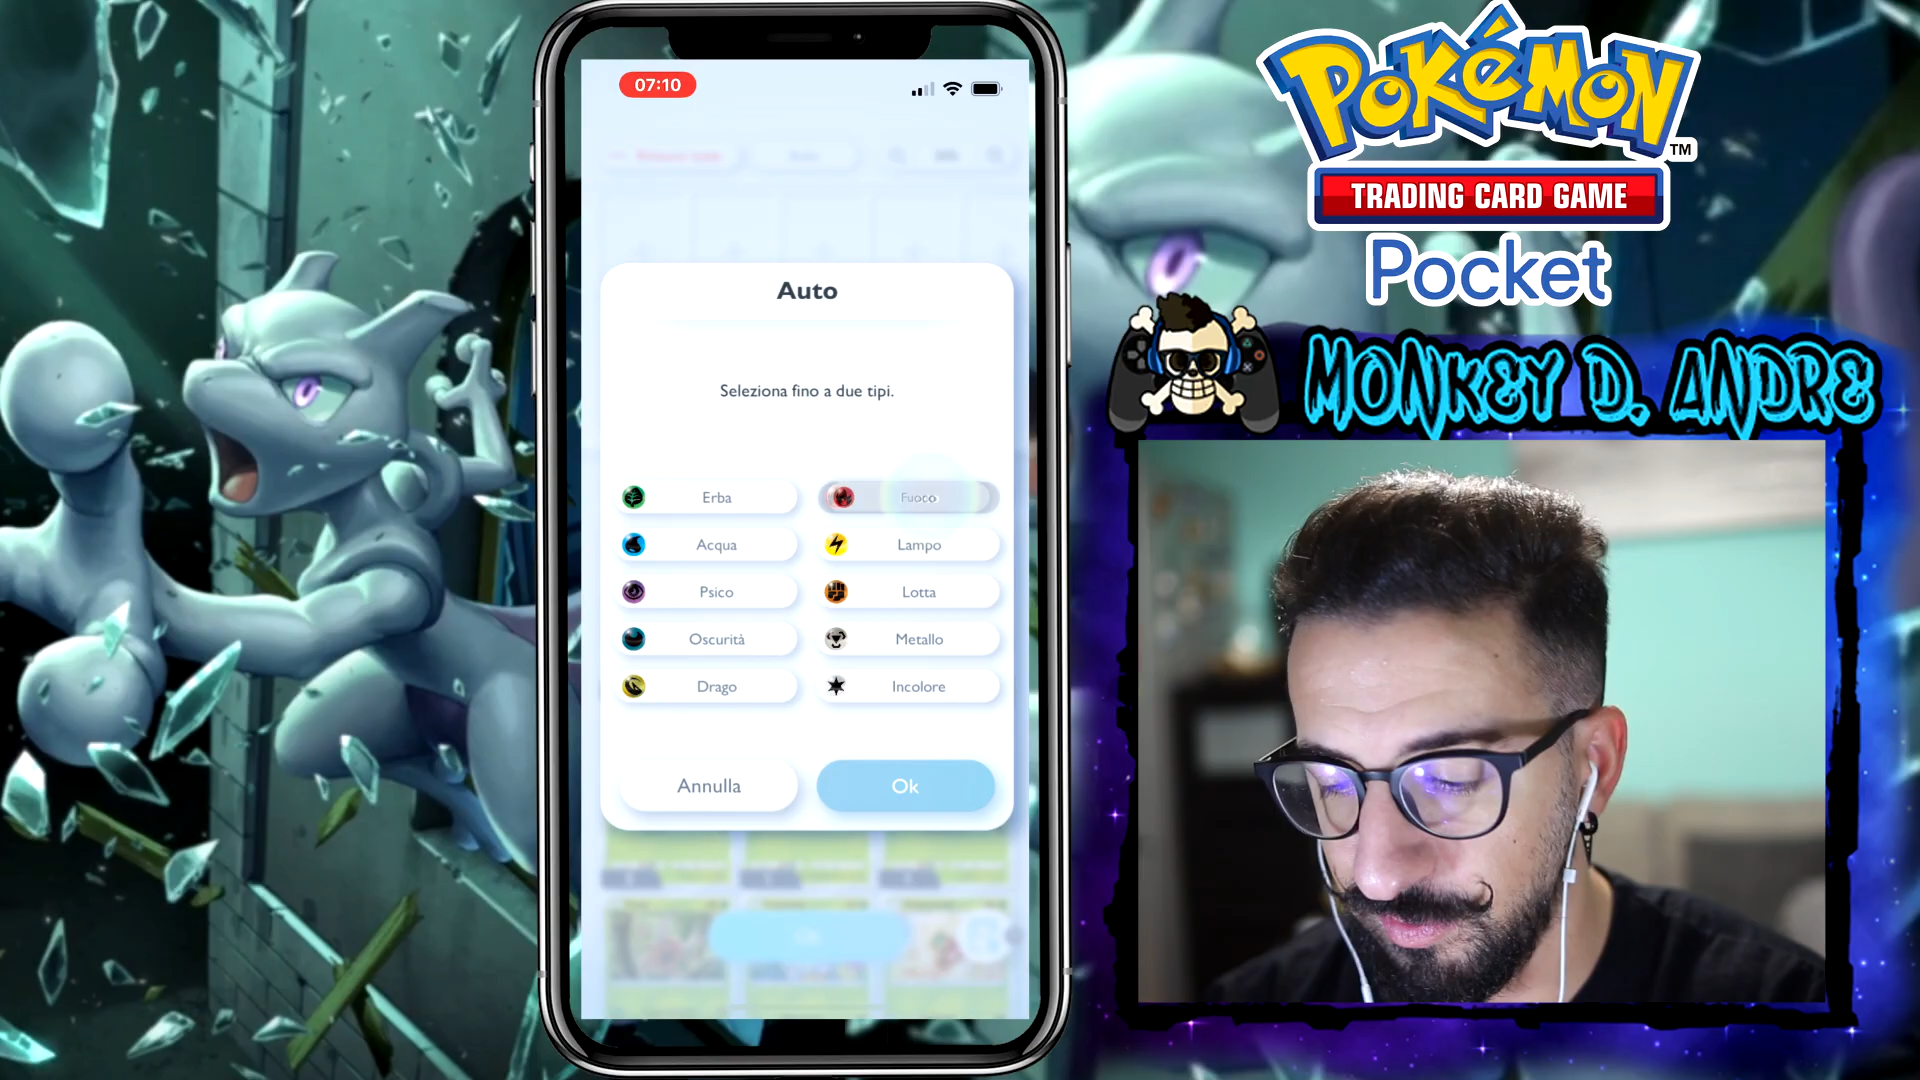 07:10
Auto
Seleziona fino a due tipi.
Erba
Fuoco
Acqua
Lampo
Psico
Lotta
Oscurità
Metallo
Drago
Incolore
Annulla
Ok
POKéMON
TM
TRADING CARD GAME
Pocket
MONKEY D. ANDRE